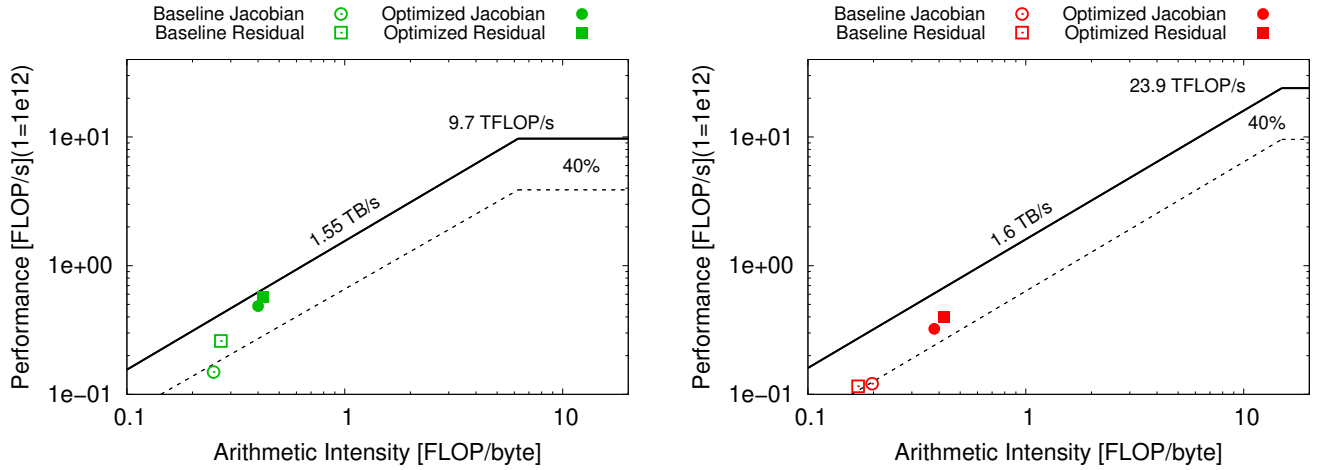 Baseline Jacobian Optimized Jacobian
Baseline Residual Optimized Residual
Performance [FLOP/s](1=1e12)
1e+01
1e+00
1e−01
9.7 TFLOP/s
40%
1.55 TB/s
0.1 1 10
Arithmetic Intensity [FLOP/byte]
Baseline Jacobian Optimized Jacobian
Baseline Residual Optimized Residual
Performance [FLOP/s](1=1e12)
1e+01
1e+00
1e−01
23.9 TFLOP/s
40%
1.6 TB/s
0.1 1 10
Arithmetic Intensity [FLOP/byte]